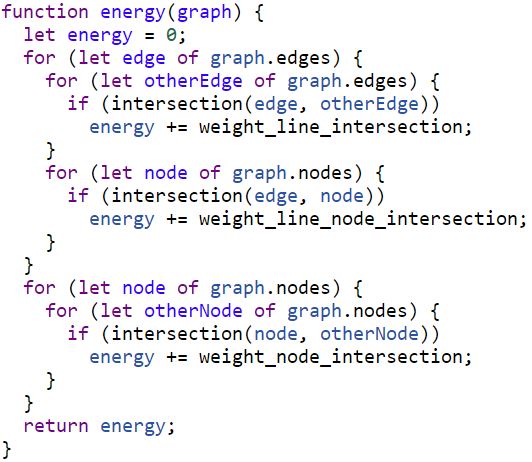 function energy(graph) {
  let energy = 0;
  for (let edge of graph.edges) {
    for (let otherEdge of graph.edges) {
      if (intersection(edge, otherEdge))
        energy += weight_line_intersection;
    }
    for (let node of graph.nodes) {
      if (intersection(edge, node))
        energy += weight_line_node_intersection;
    }
  }
  for (let node of graph.nodes) {
    for (let otherNode of graph.nodes) {
      if (intersection(node, otherNode))
        energy += weight_node_intersection;
    }
  }
  return energy;
}